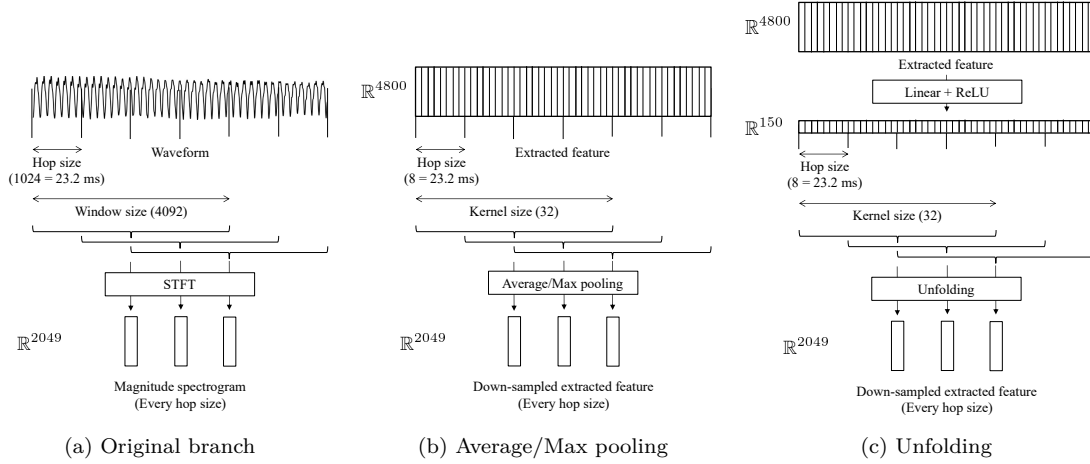 Waveform
Hop size
(1024 = 23.2 ms)
Window size (4092)
STFT
ℝ^2049
Magnitude spectrogram
(Every hop size)
(a) Original branch
ℝ^4800
Hop size
(8 = 23.2 ms)
Extracted feature
Kernel size (32)
Average/Max pooling
ℝ^2049
Down-sampled extracted feature
(Every hop size)
(b) Average/Max pooling
ℝ^4800
Extracted feature
Linear + ReLU
ℝ^150
Hop size
(8 = 23.2 ms)
Kernel size (32)
Unfolding
ℝ^2049
Down-sampled extracted feature
(Every hop size)
(c) Unfolding